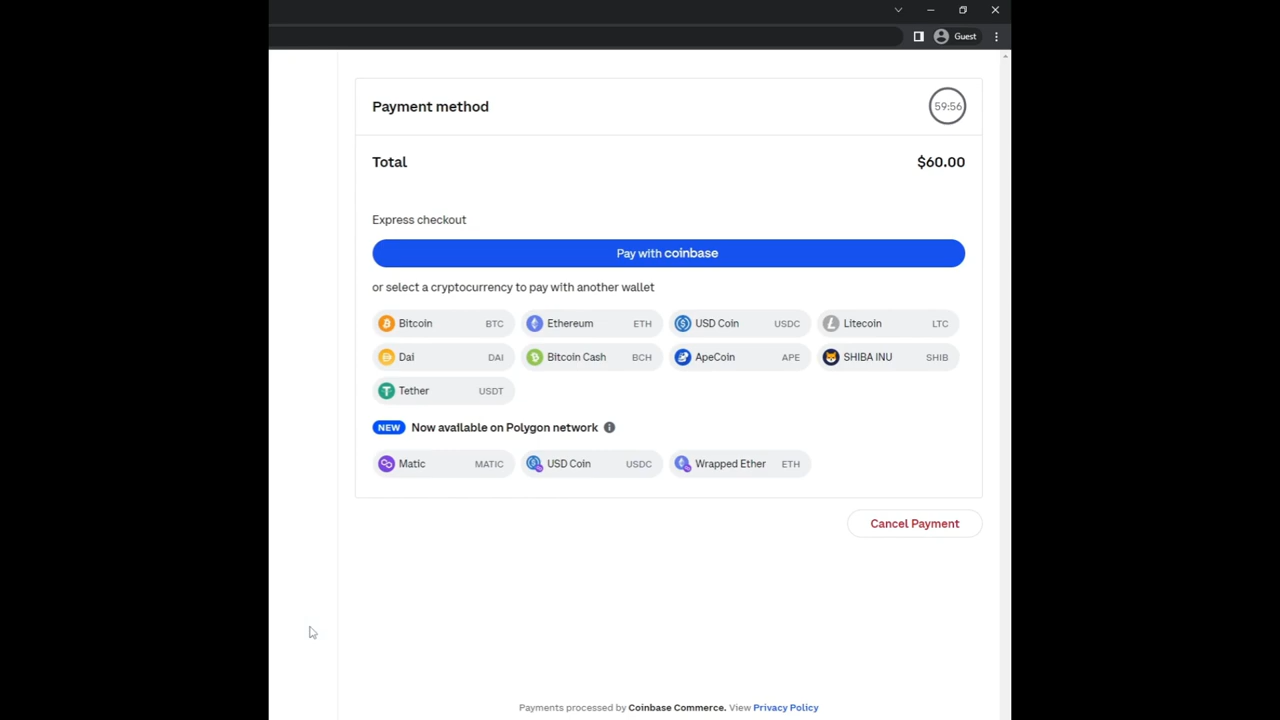 Guest
Payment method 59:56
Total $60.00
Express checkout
Pay with coinbase
or select a cryptocurrency to pay with another wallet
Bitcoin BTC Ethereum ETH USD Coin USDC Litecoin LTC
Dai DAI Bitcoin Cash BCH ApeCoin APE SHIBA INU SHIB
Tether USDT
NEW Now available on Polygon network
Matic MATIC USD Coin USDC Wrapped Ether ETH
Cancel Payment
Payments processed by Coinbase Commerce. View Privacy Policy